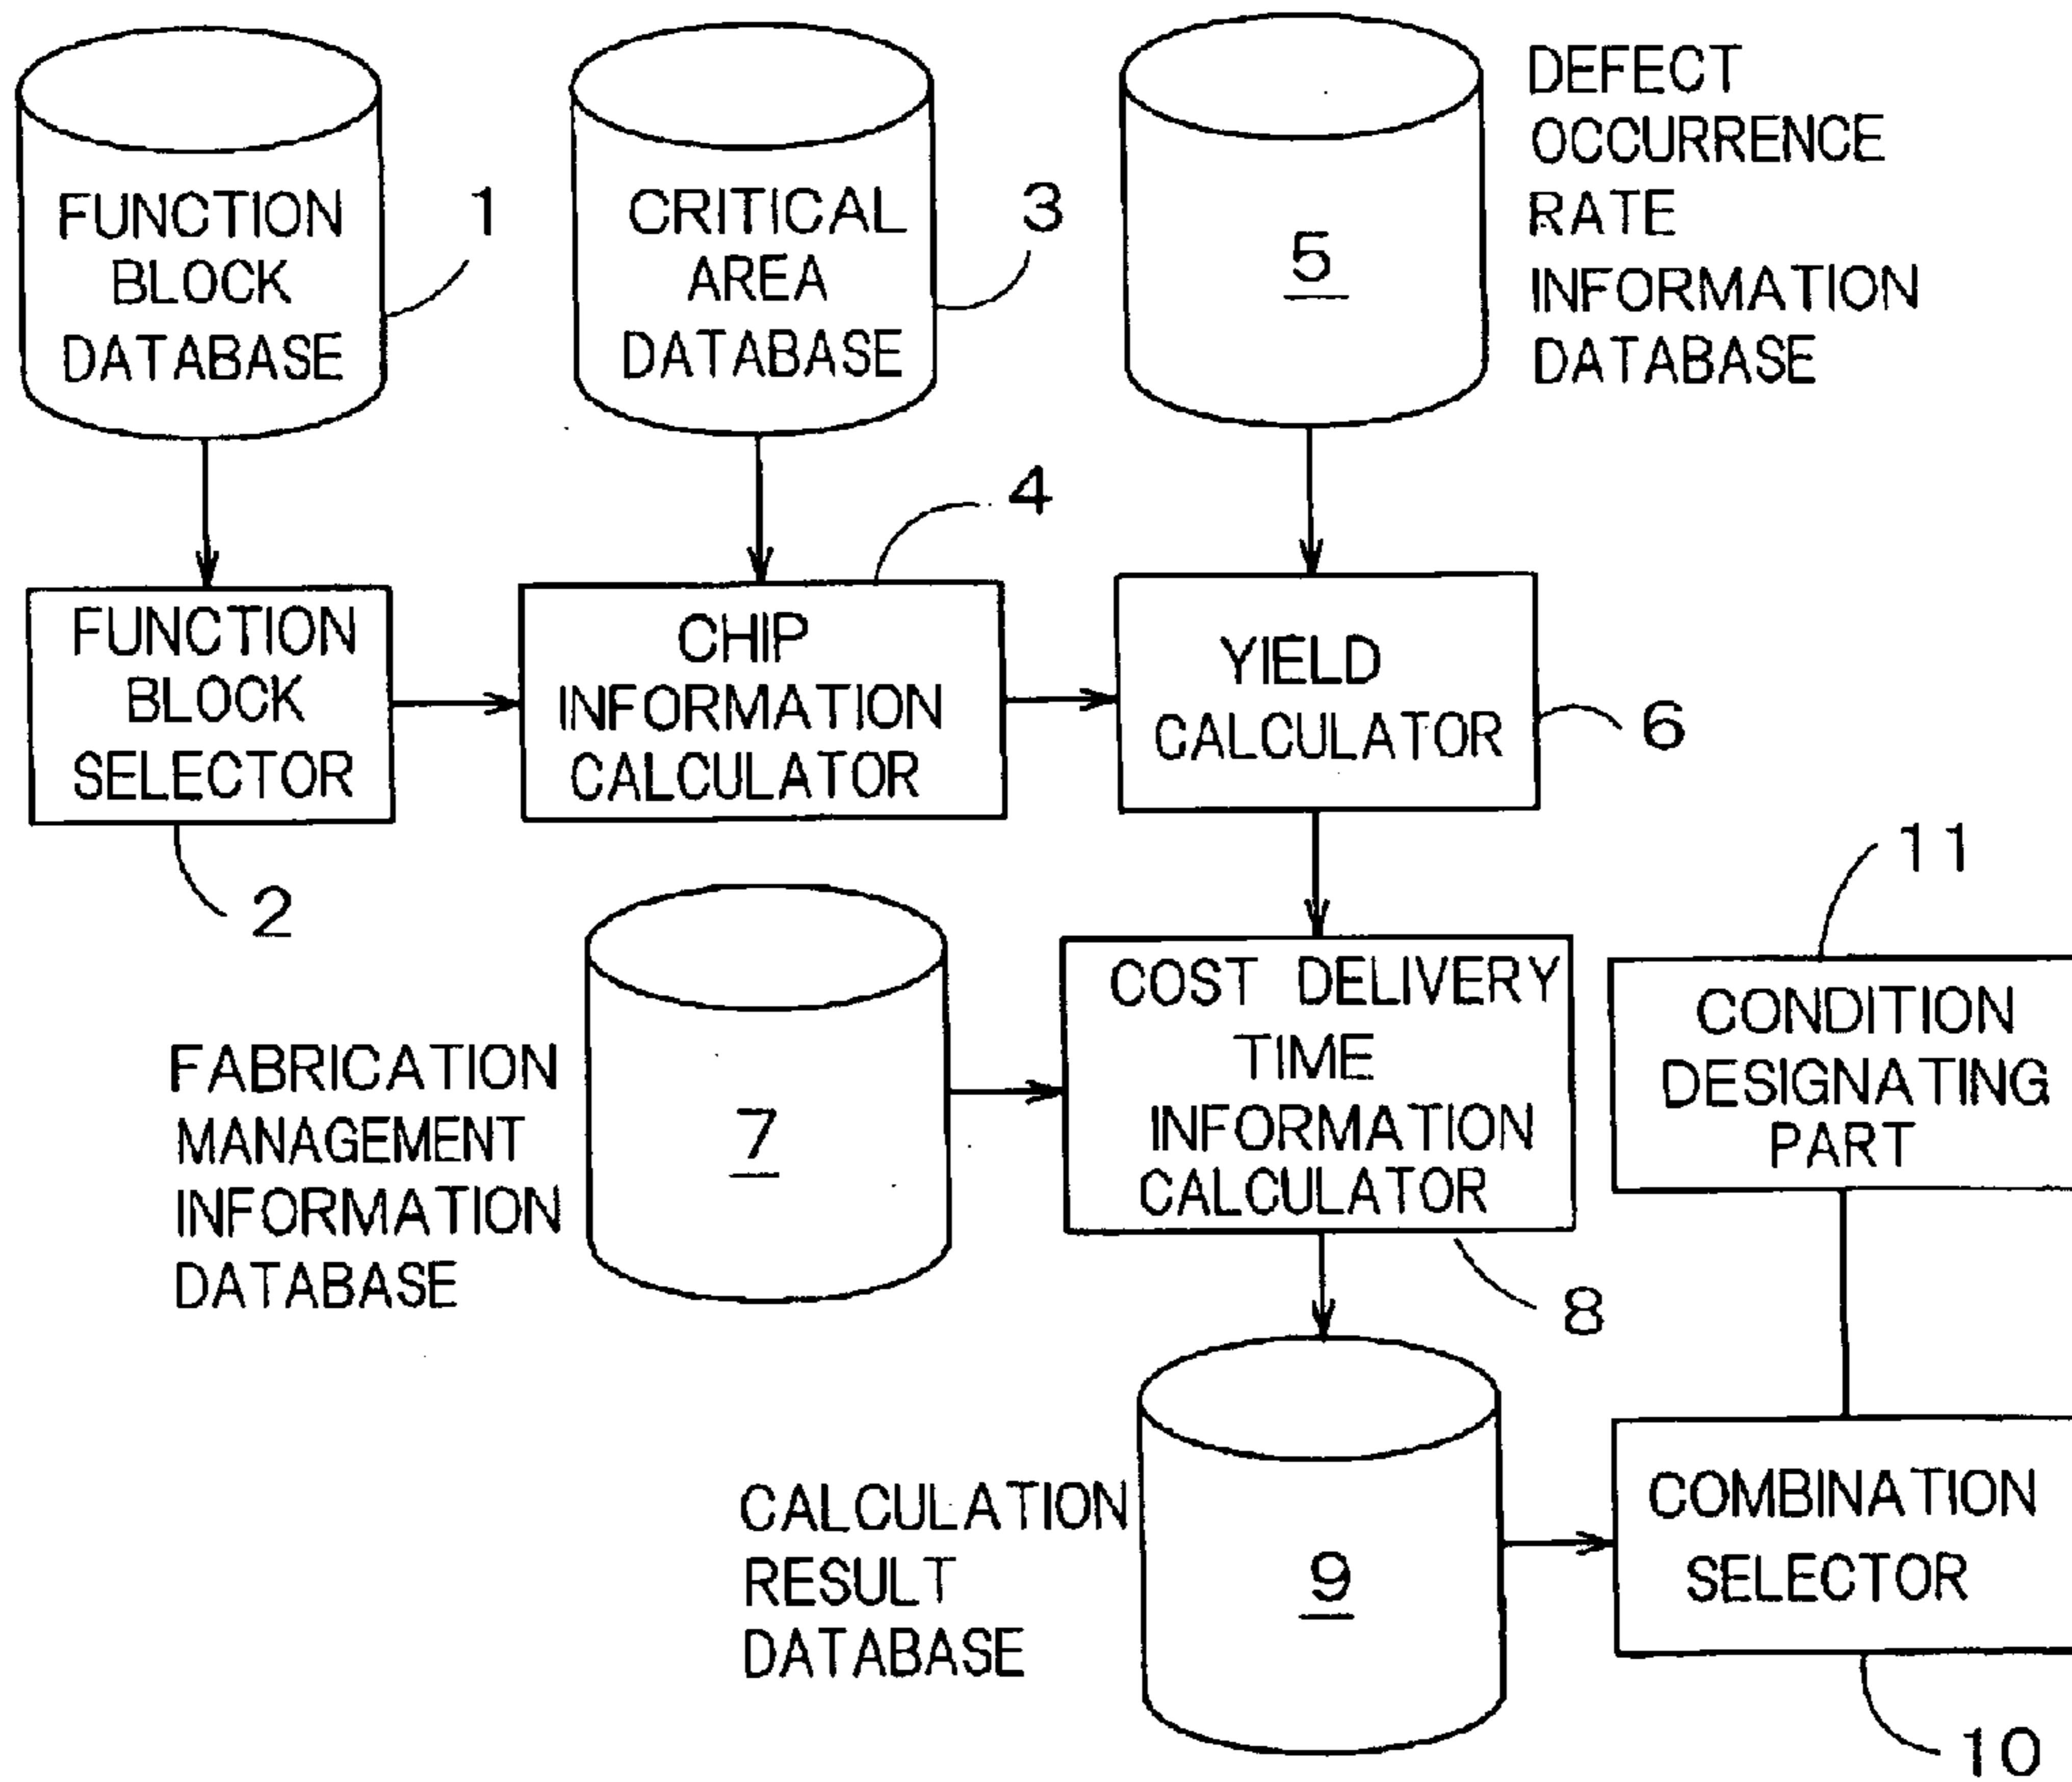 FUNCTION
BLOCK
DATABASE
1
CRITICAL
AREA
DATABASE
3
5
DEFECT
OCCURRENCE
RATE
INFORMATION
DATABASE
4
FUNCTION
BLOCK
SELECTOR
2
CHIP
INFORMATION
CALCULATOR
YIELD
CALCULATOR
6
11
FABRICATION
MANAGEMENT
INFORMATION
DATABASE
7
COST DELIVERY
TIME
INFORMATION
CALCULATOR
8
CONDITION
DESIGNATING
PART
CALCULATION
RESULT
DATABASE
9
COMBINATION
SELECTOR
10